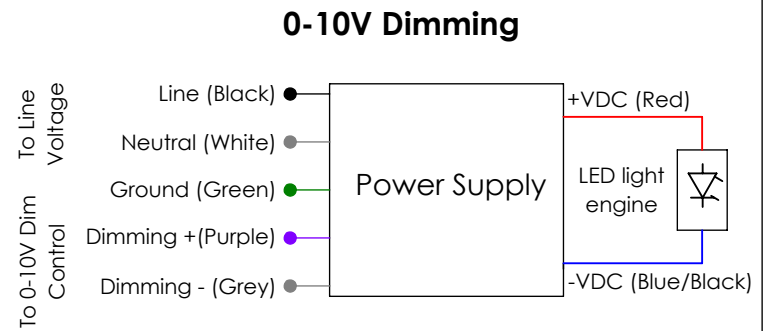 0-10V Dimming
To Line
Voltage
Line (Black)
Neutral (White)
Ground (Green)
To 0-10V Dim
Control
Dimming +(Purple)
Dimming - (Grey)
Power Supply
+VDC (Red)
LED light
engine
-VDC (Blue/Black)